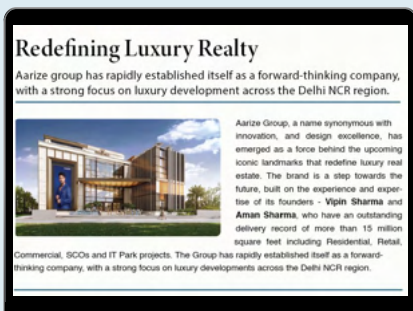 Redefining Luxury Realty
Aarize group has rapidly established itself as a forward-thinking company,
with a strong focus on luxury development across the Delhi NCR region.
Aarize Group, a name synonymous with
innovation, and design excellence, has
emerged as a force behind the upcoming
iconic landmarks that redefine luxury real
estate. The brand is a step towards the
future, built on the experience and exper-
tise of its founders - Vipin Sharma and
Aman Sharma, who have an outstanding
delivery record of more than 15 million
square feet including Residential, Retail,
Commercial, SCOs and IT Park projects. The Group has rapidly established itself as a forward-
thinking company, with a strong focus on luxury developments across the Delhi NCR region.